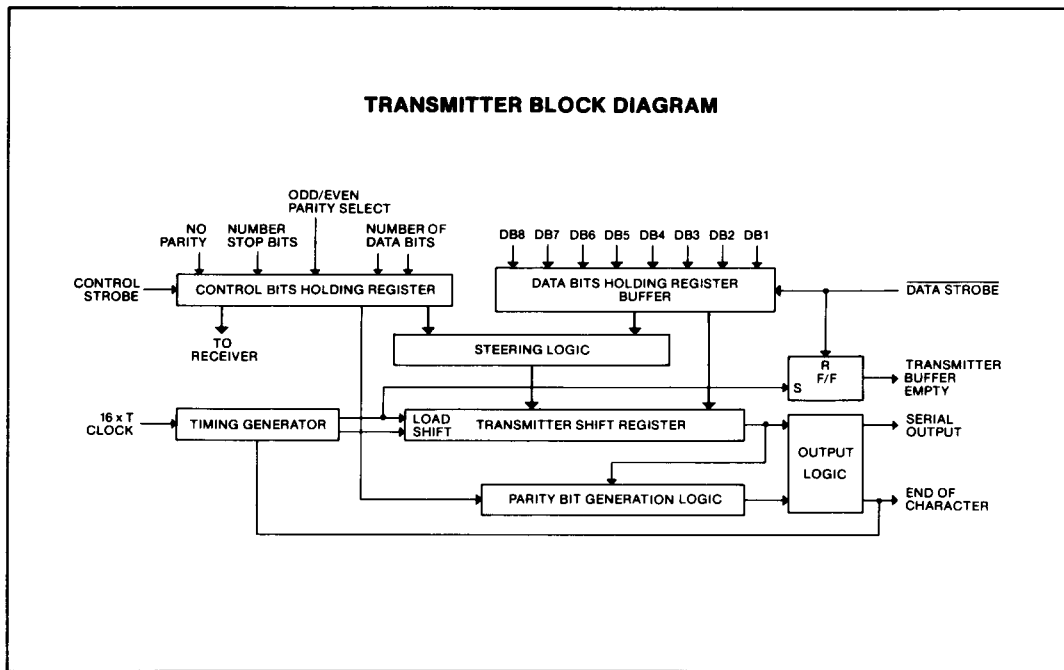 TRANSMITTER BLOCK DIAGRAM
ODD/EVEN
PARITY SELECT
NO
PARITY
NUMBER
STOP BITS
NUMBER OF
DATA BITS
DB8 DB7 DB6 DB5 DB4 DB3 DB2 DB1
CONTROL
STROBE
CONTROL BITS HOLDING REGISTER
DATA BITS HOLDING REGISTER
BUFFER
DATA STROBE
TO
RECEIVER
STEERING LOGIC
R
F/F
S
TRANSMITTER
BUFFER
EMPTY
16 x T
CLOCK
TIMING GENERATOR
LOAD
SHIFT
TRANSMITTER SHIFT REGISTER
OUTPUT
LOGIC
SERIAL
OUTPUT
PARITY BIT GENERATION LOGIC
END OF
CHARACTER